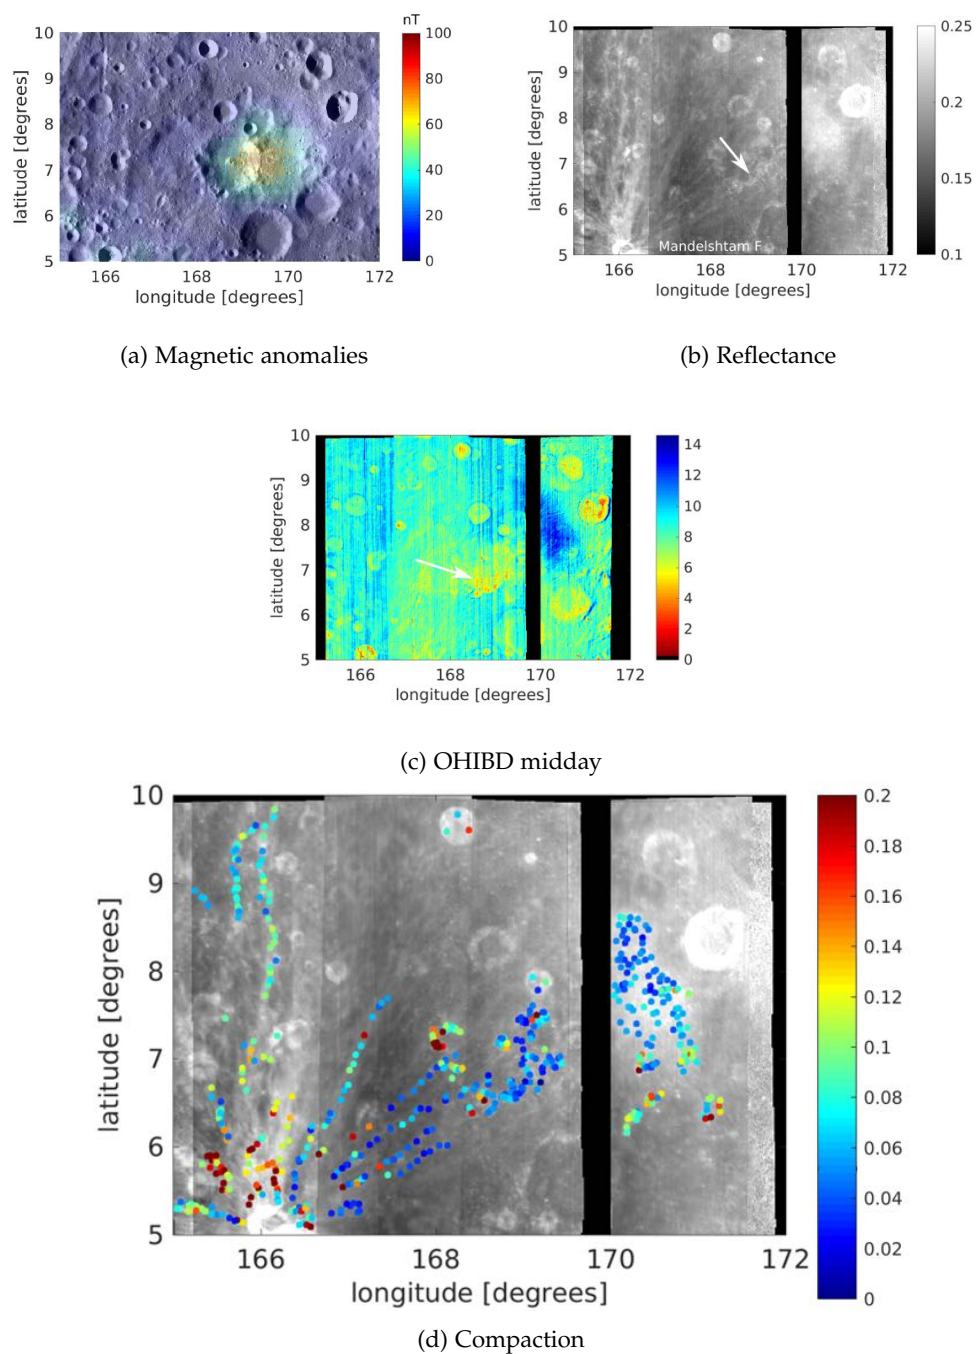 nT
10
9
8
7
6
5
latitude [degrees]
166 168 170 172
longitude [degrees]
100
80
60
40
20
0
(a) Magnetic anomalies
10
9
8
7
6
5
latitude [degrees]
Mandelshtam F
166 168 170 172
longitude [degrees]
0.25
0.2
0.15
0.1
(b) Reflectance
10
9
8
7
6
5
latitude [degrees]
166 168 170 172
longitude [degrees]
14
12
10
8
6
4
2
0
(c) OHIBD midday
10
9
8
7
6
5
latitude [degrees]
166 168 170 172
longitude [degrees]
0.2
0.18
0.16
0.14
0.12
0.1
0.08
0.06
0.04
0.02
0
(d) Compaction